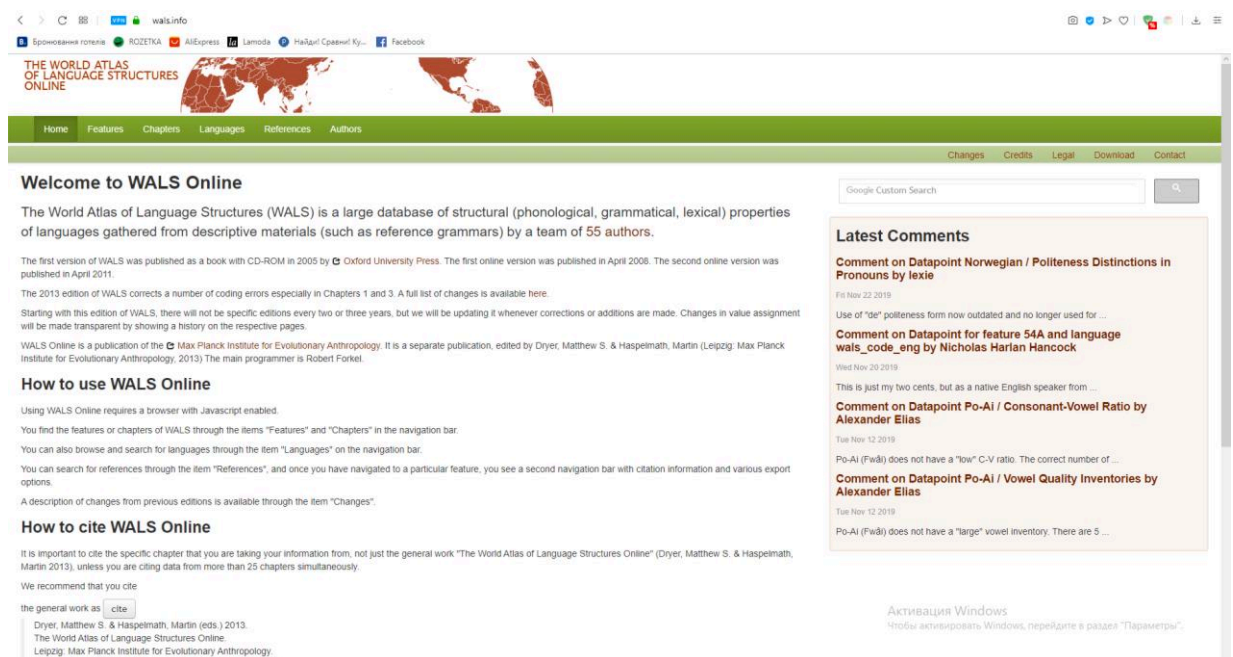 VPN wals.info
B. Бронювання готелів ROZETKA AliExpress la Lamoda Найди! Сравни! Ку... Facebook
THE WORLD ATLAS
OF LANGUAGE STRUCTURES
ONLINE
Home Features Chapters Languages References Authors
Changes Credits Legal Download Contact
Welcome to WALS Online
The World Atlas of Language Structures (WALS) is a large database of structural (phonological, grammatical, lexical) properties
of languages gathered from descriptive materials (such as reference grammars) by a team of 55 authors.
The first version of WALS was published as a book with CD-ROM in 2005 by Oxford University Press. The first online version was published in April 2008. The second online version was
published in April 2011.
The 2013 edition of WALS corrects a number of coding errors especially in Chapters 1 and 3. A full list of changes is available here.
Starting with this edition of WALS, there will not be specific editions every two or three years, but we will be updating it whenever corrections or additions are made. Changes in value assignment
will be made transparent by showing a history on the respective pages.
WALS Online is a publication of the Max Planck Institute for Evolutionary Anthropology. It is a separate publication, edited by Dryer, Matthew S. & Haspelmath, Martin (Leipzig: Max Planck
Institute for Evolutionary Anthropology, 2013) The main programmer is Robert Forkel.
How to use WALS Online
Using WALS Online requires a browser with Javascript enabled.
You find the features or chapters of WALS through the items "Features" and "Chapters" in the navigation bar.
You can also browse and search for languages through the item "Languages" on the navigation bar.
You can search for references through the item "References", and once you have navigated to a particular feature, you see a second navigation bar with citation information and various export
options.
A description of changes from previous editions is available through the item "Changes".
How to cite WALS Online
It is important to cite the specific chapter that you are taking your information from, not just the general work "The World Atlas of Language Structures Online" (Dryer, Matthew S. & Haspelmath,
Martin 2013), unless you are citing data from more than 25 chapters simultaneously.
We recommend that you cite
the general work as cite
Dryer, Matthew S. & Haspelmath, Martin (eds.) 2013.
The World Atlas of Language Structures Online.
Leipzig: Max Planck Institute for Evolutionary Anthropology.
Google Custom Search
Latest Comments
Comment on Datapoint Norwegian / Politeness Distinctions in
Pronouns by lexie
Fri Nov 22 2019
Use of "de" politeness form now outdated and no longer used for ...
Comment on Datapoint for feature 54A and language
wals_code_eng by Nicholas Harlan Hancock
Wed Nov 20 2019
This is just my two cents, but as a native English speaker from ...
Comment on Datapoint Po-Ai / Consonant-Vowel Ratio by
Alexander Elias
Tue Nov 12 2019
Po-Ai (Fwâi) does not have a "low" C-V ratio. The correct number of ...
Comment on Datapoint Po-Ai / Vowel Quality Inventories by
Alexander Elias
Tue Nov 12 2019
Po-Ai (Fwâi) does not have a "large" vowel inventory. There are 5 ...
Активация Windows
Чтобы активировать Windows, перейдите в раздел "Параметры".